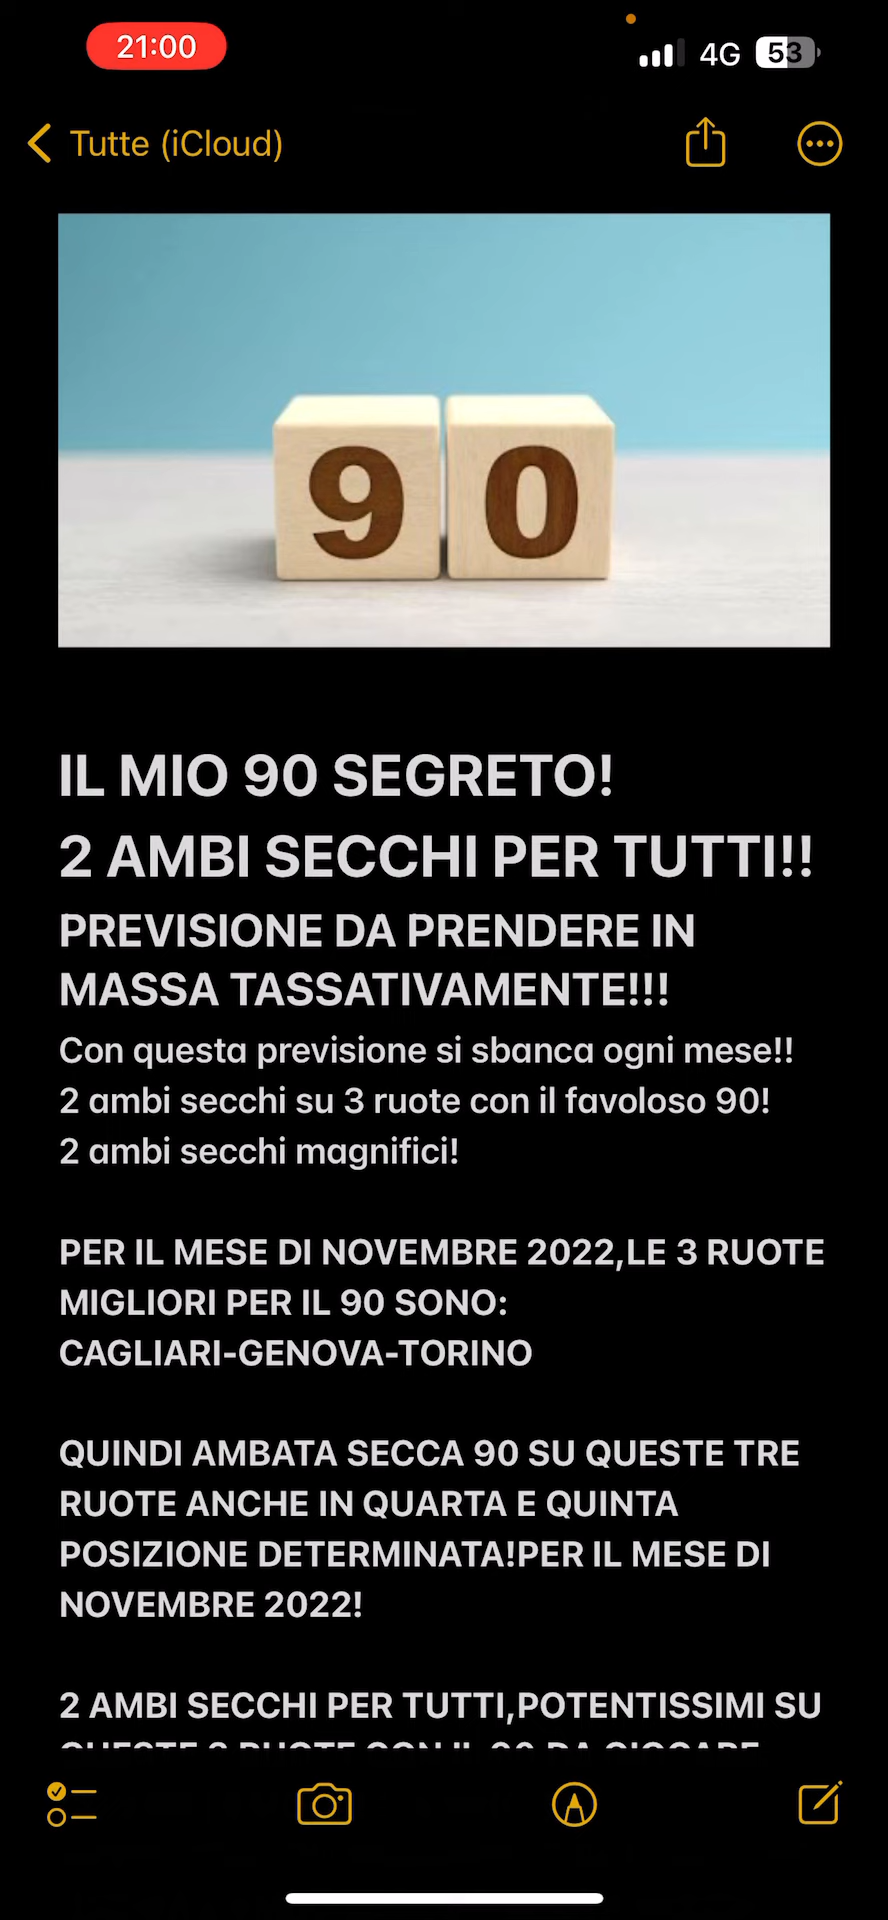 21:00
4G 53
Tutte (iCloud)
90
IL MIO 90 SEGRETO!
2 AMBI SECCHI PER TUTTI!!
PREVISIONE DA PRENDERE IN
MASSA TASSATIVAMENTE!!!
Con questa previsione si sbanca ogni mese!!
2 ambi secchi su 3 ruote con il favoloso 90!
2 ambi secchi magnifici!
PER IL MESE DI NOVEMBRE 2022,LE 3 RUOTE
MIGLIORI PER IL 90 SONO:
CAGLIARI-GENOVA-TORINO
QUINDI AMBATA SECCA 90 SU QUESTE TRE
RUOTE ANCHE IN QUARTA E QUINTA
POSIZIONE DETERMINATA!PER IL MESE DI
NOVEMBRE 2022!
2 AMBI SECCHI PER TUTTI,POTENTISSIMI SU